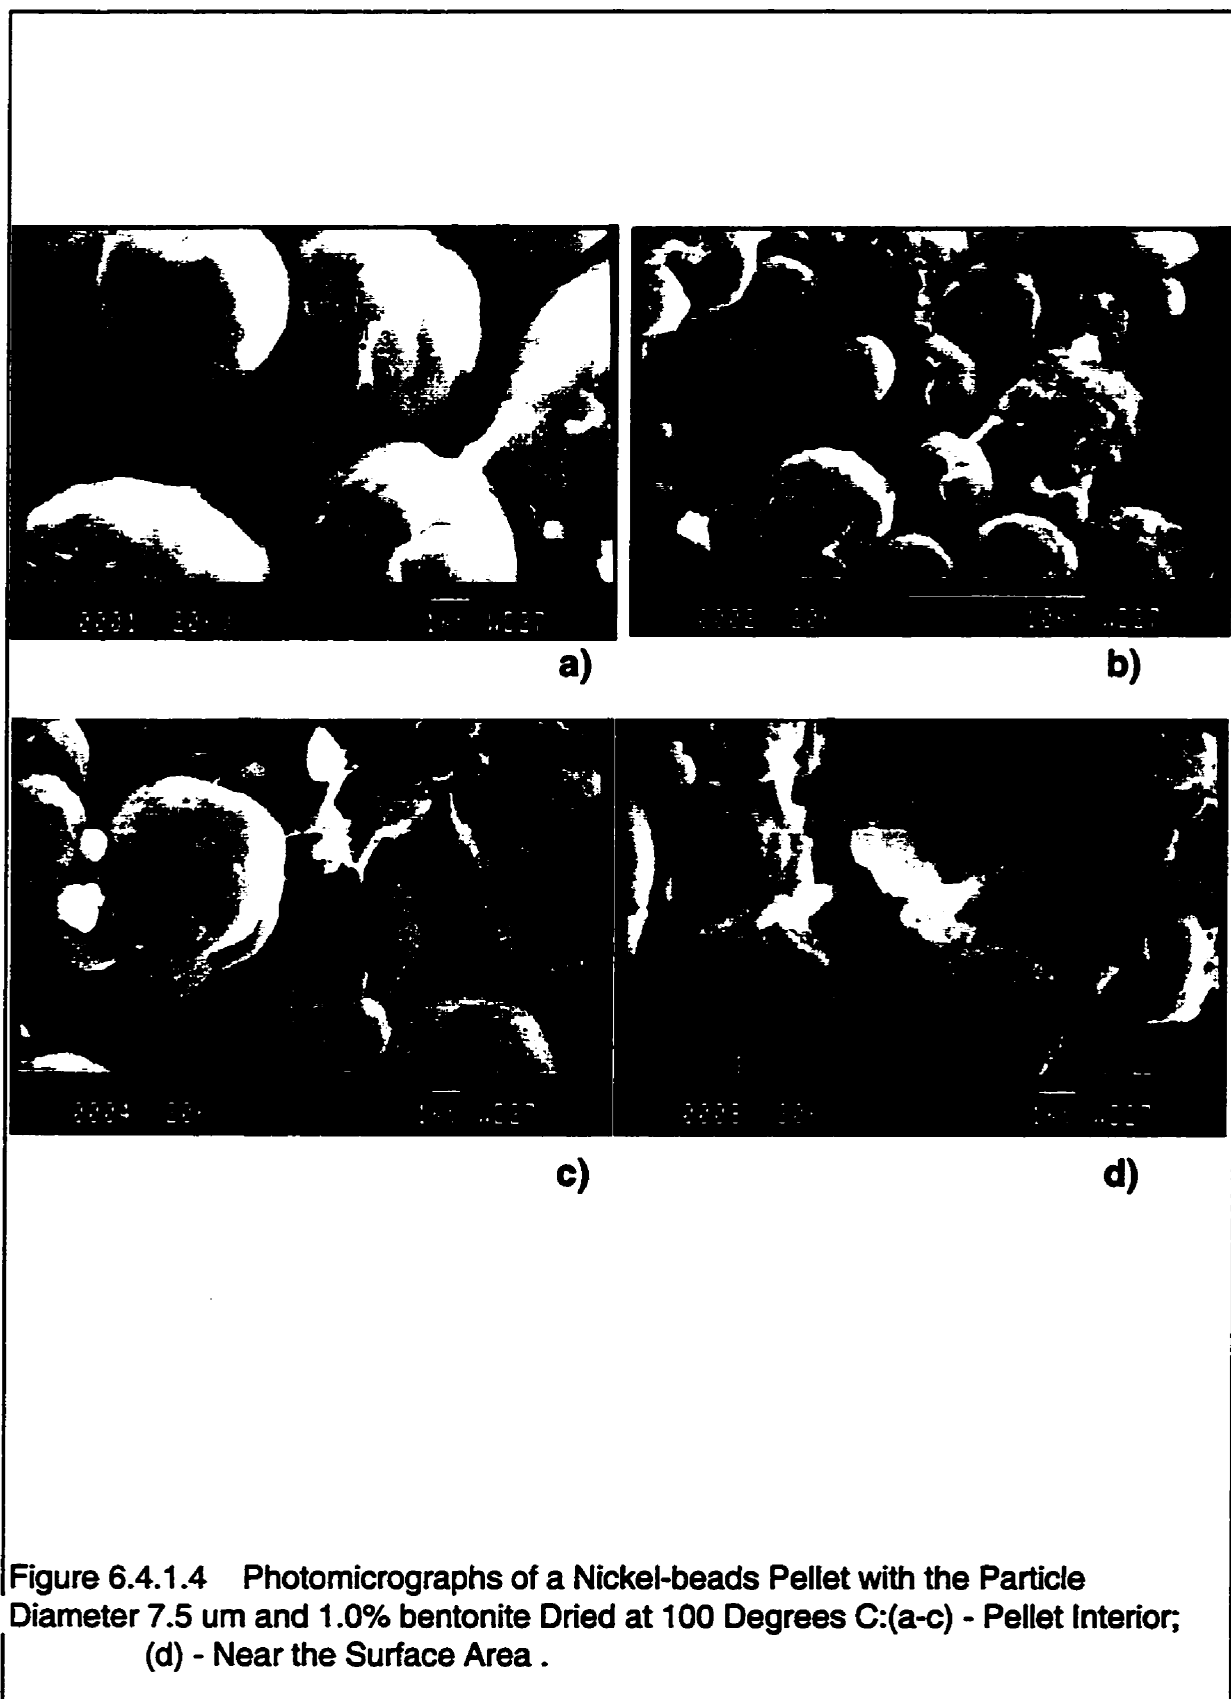 a)
b)
0004
c)
d)
Figure 6.4.1.4 Photomicrographs of a Nickel-beads Pellet with the Particle
Diameter 7.5 um and 1.0% bentonite Dried at 100 Degrees C:(a-c) - Pellet Interior;
(d) - Near the Surface Area .